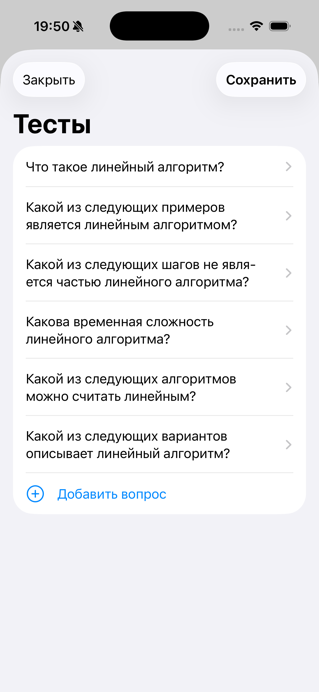 19:50
Закрыть
Сохранить
Тесты
Что такое линейный алгоритм?
Какой из следующих примеров
является линейным алгоритмом?
Какой из следующих шагов не явля-
ется частью линейного алгоритма?
Какова временная сложность
линейного алгоритма?
Какой из следующих алгоритмов
можно считать линейным?
Какой из следующих вариантов
описывает линейный алгоритм?
Добавить вопрос